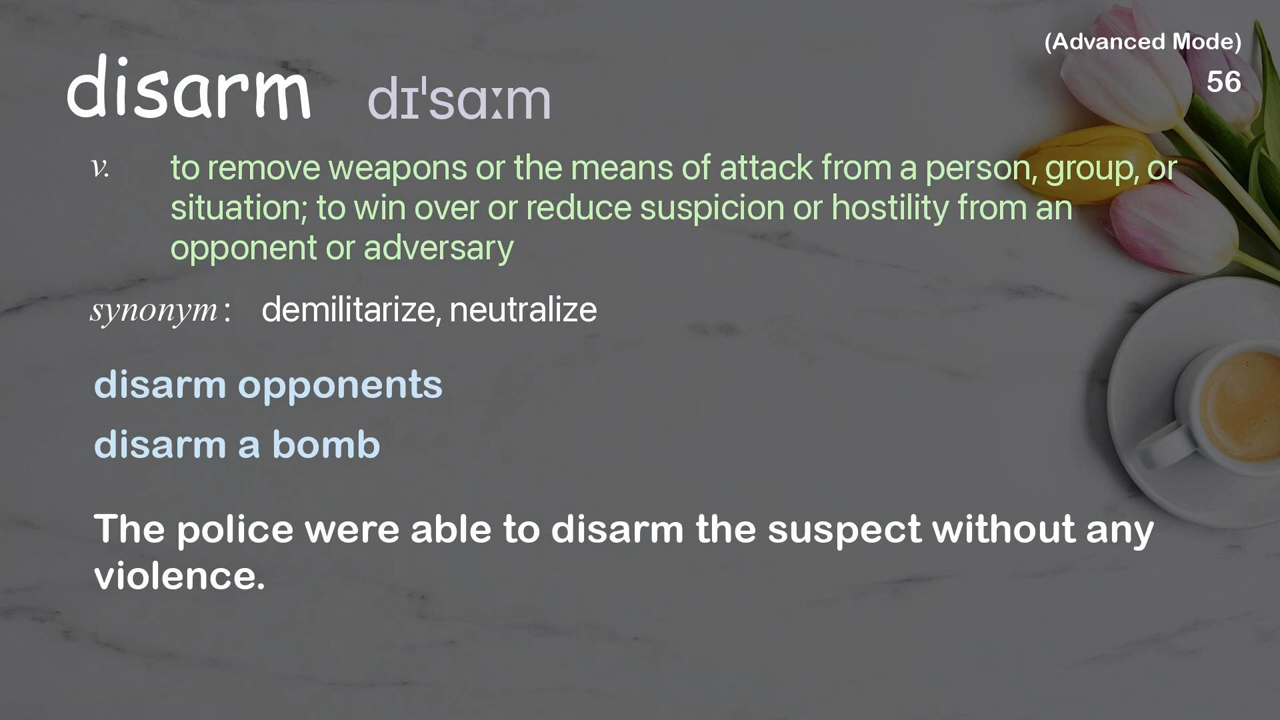 (Advanced Mode)
56
disarm dɪˈsɑːm
v. to remove weapons or the means of attack from a person, group, or
situation; to win over or reduce suspicion or hostility from an
opponent or adversary
synonym: demilitarize, neutralize
disarm opponents
disarm a bomb
The police were able to disarm the suspect without any
violence.